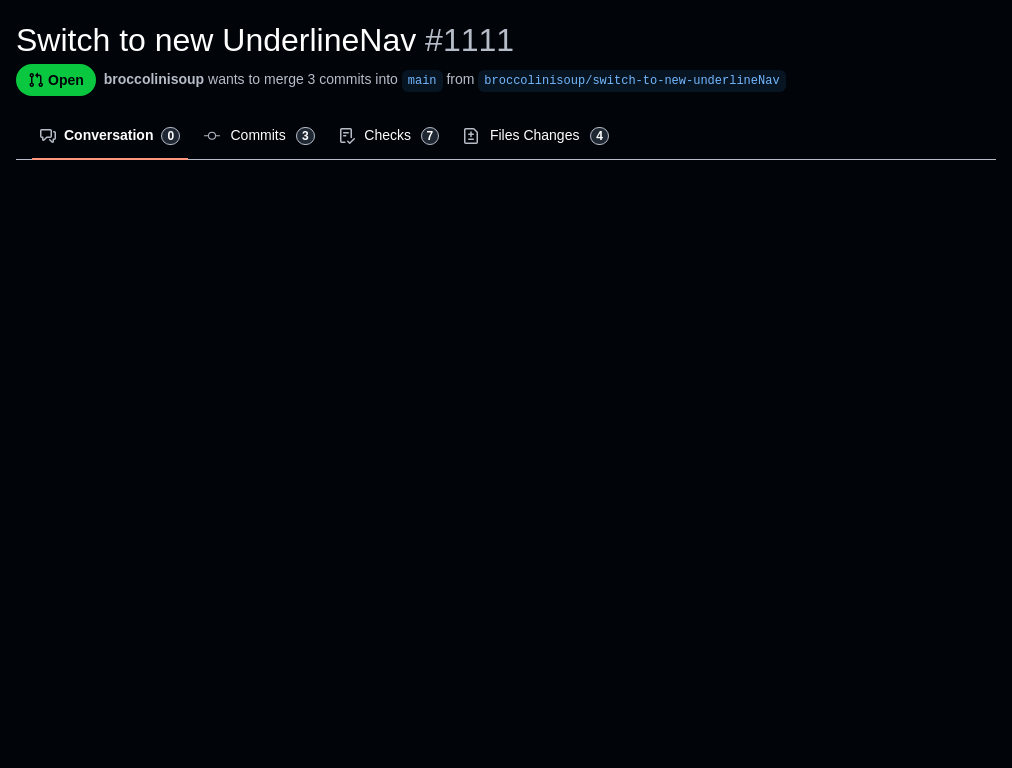 Switch to new UnderlineNav #1111
Open broccolinisoup wants to merge 3 commits into main from broccolinisoup/switch-to-new-underlineNav
Conversation 0 Commits 3 Checks 7 Files Changes 4